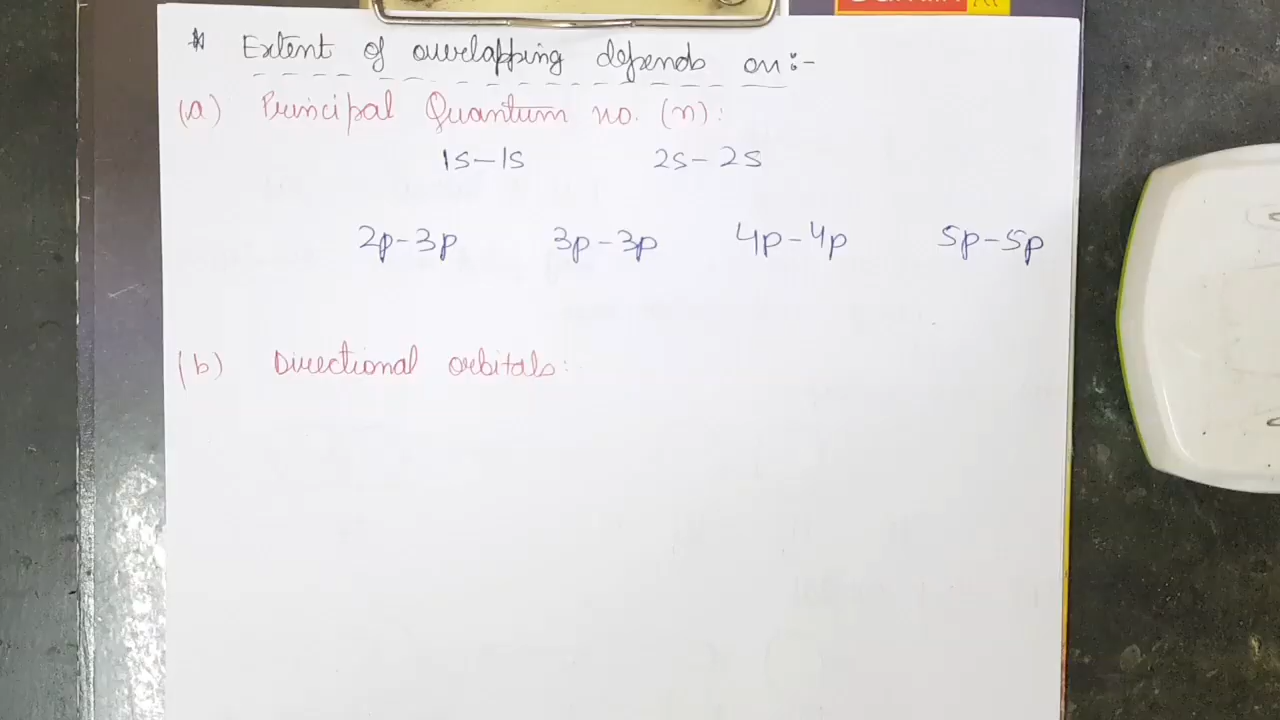 * Extent of overlapping depends on:-
(a) Principal Quantum no. (n):
1s-1s 2s-2s
2p-3p 3p-3p 4p-4p 5p-5p
(b) Directional orbitals: